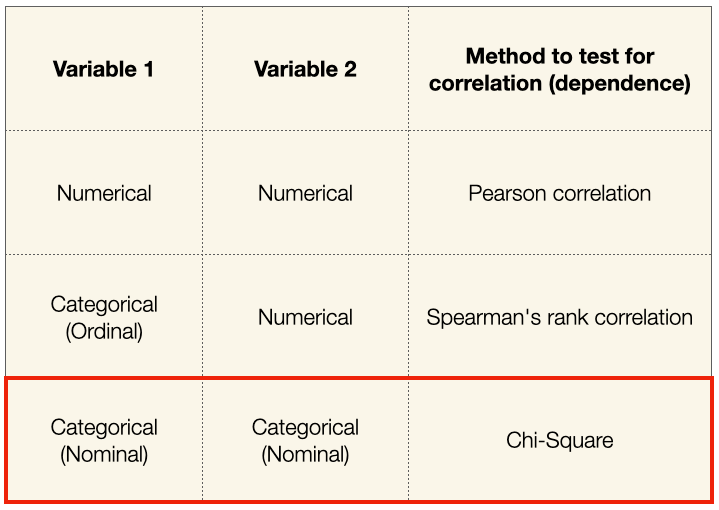 Variable 1
Variable 2
Method to test for
correlation (dependence)
Numerical
Numerical
Pearson correlation
Categorical
(Ordinal)
Numerical
Spearman's rank correlation
Categorical
(Nominal)
Categorical
(Nominal)
Chi-Square